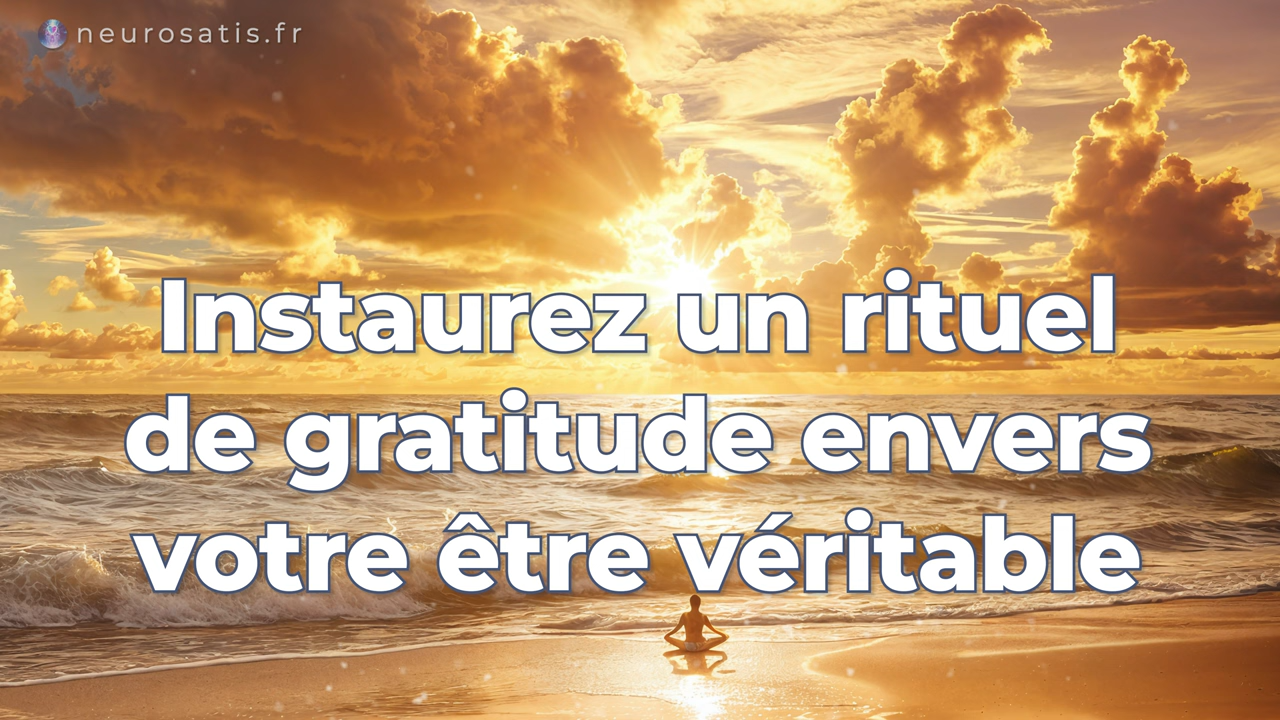 neurosatis.fr
Instaurez un rituel
de gratitude envers
votre être véritable